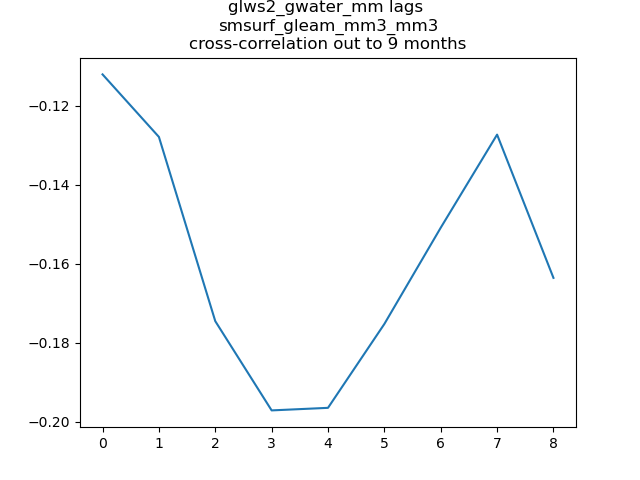 glws2_gwater_mm lags
smsurf_gleam_mm3_mm3
cross-correlation out to 9 months
−0.12
−0.14
−0.16
−0.18
−0.20
0 1 2 3 4 5 6 7 8